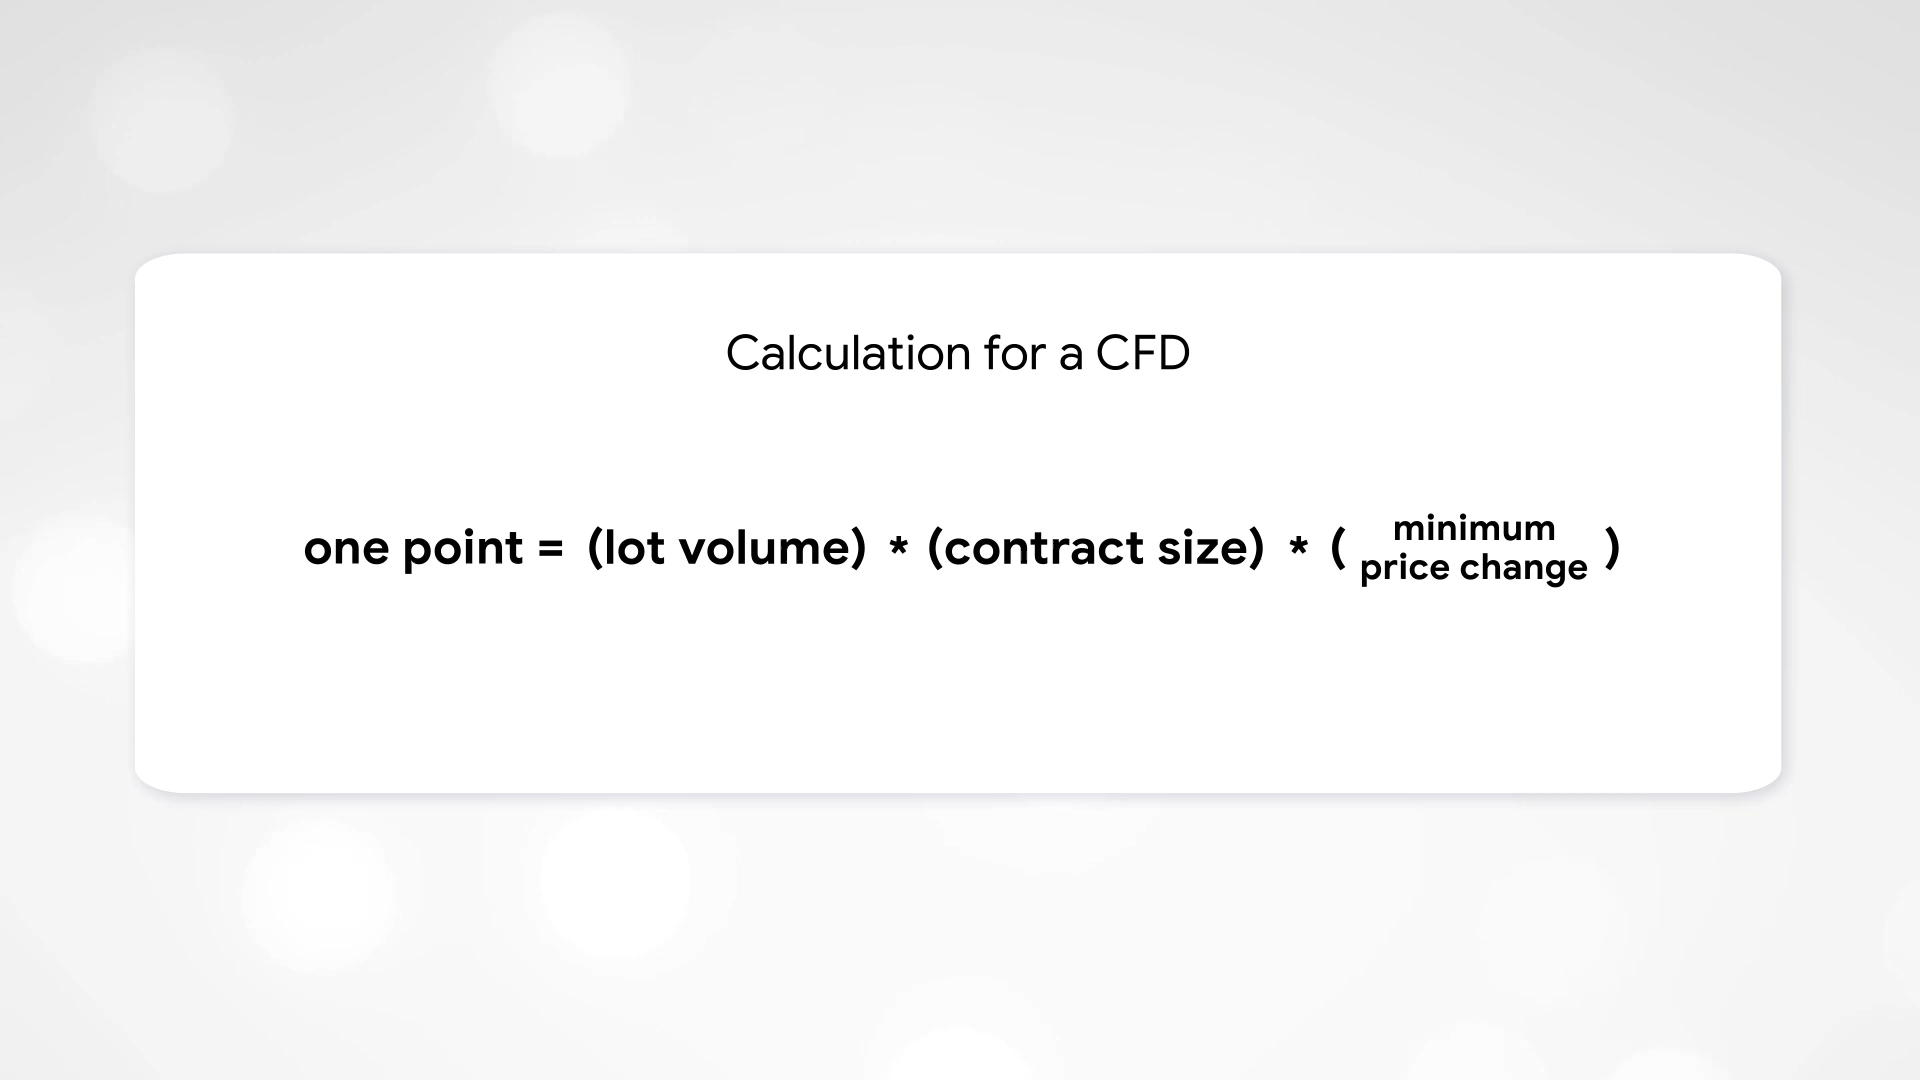 Calculation for a CFD
one point = (lot volume) * (contract size) * ( minimum price change )